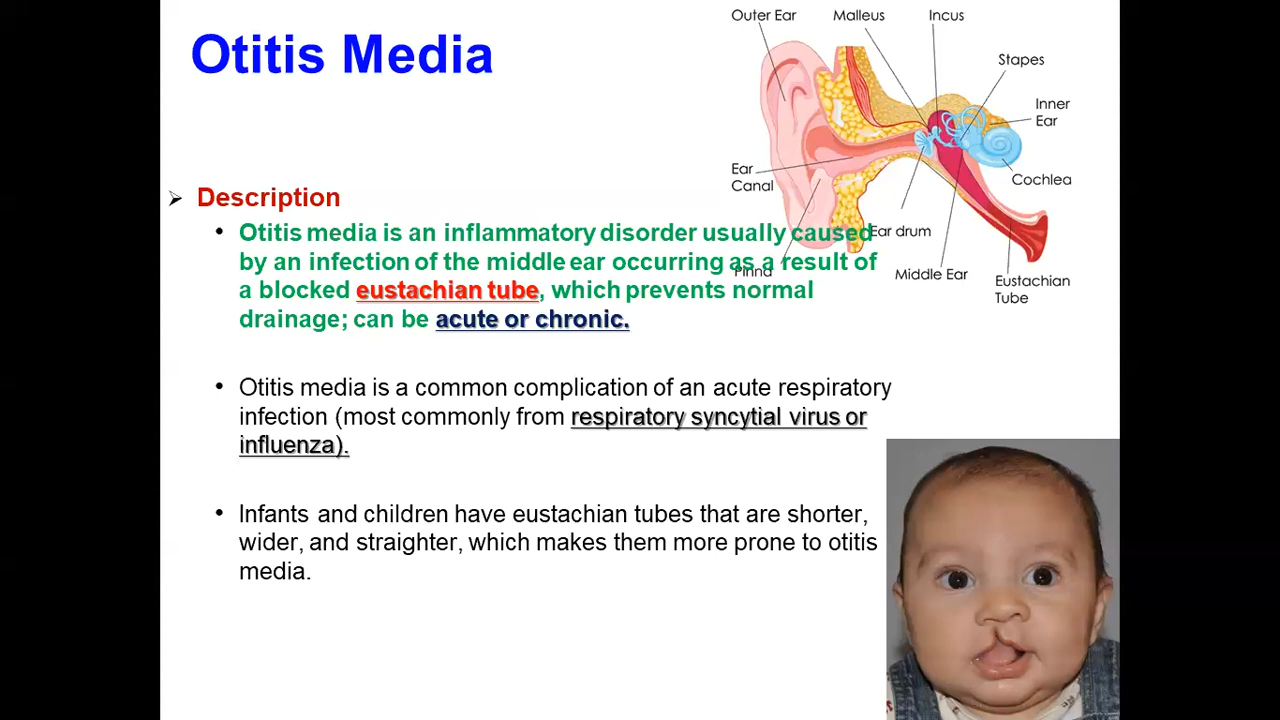 Otitis Media
Outer Ear
Malleus
Incus
Stapes
Inner
Ear
Ear
Canal
Cochlea
Ear drum
Pinna
Middle Ear
Eustachian
Tube
Description
Otitis media is an inflammatory disorder usually caused
by an infection of the middle ear occurring as a result of
a blocked eustachian tube, which prevents normal
drainage; can be acute or chronic.
Otitis media is a common complication of an acute respiratory
infection (most commonly from respiratory syncytial virus or
influenza).
Infants and children have eustachian tubes that are shorter,
wider, and straighter, which makes them more prone to otitis
media.